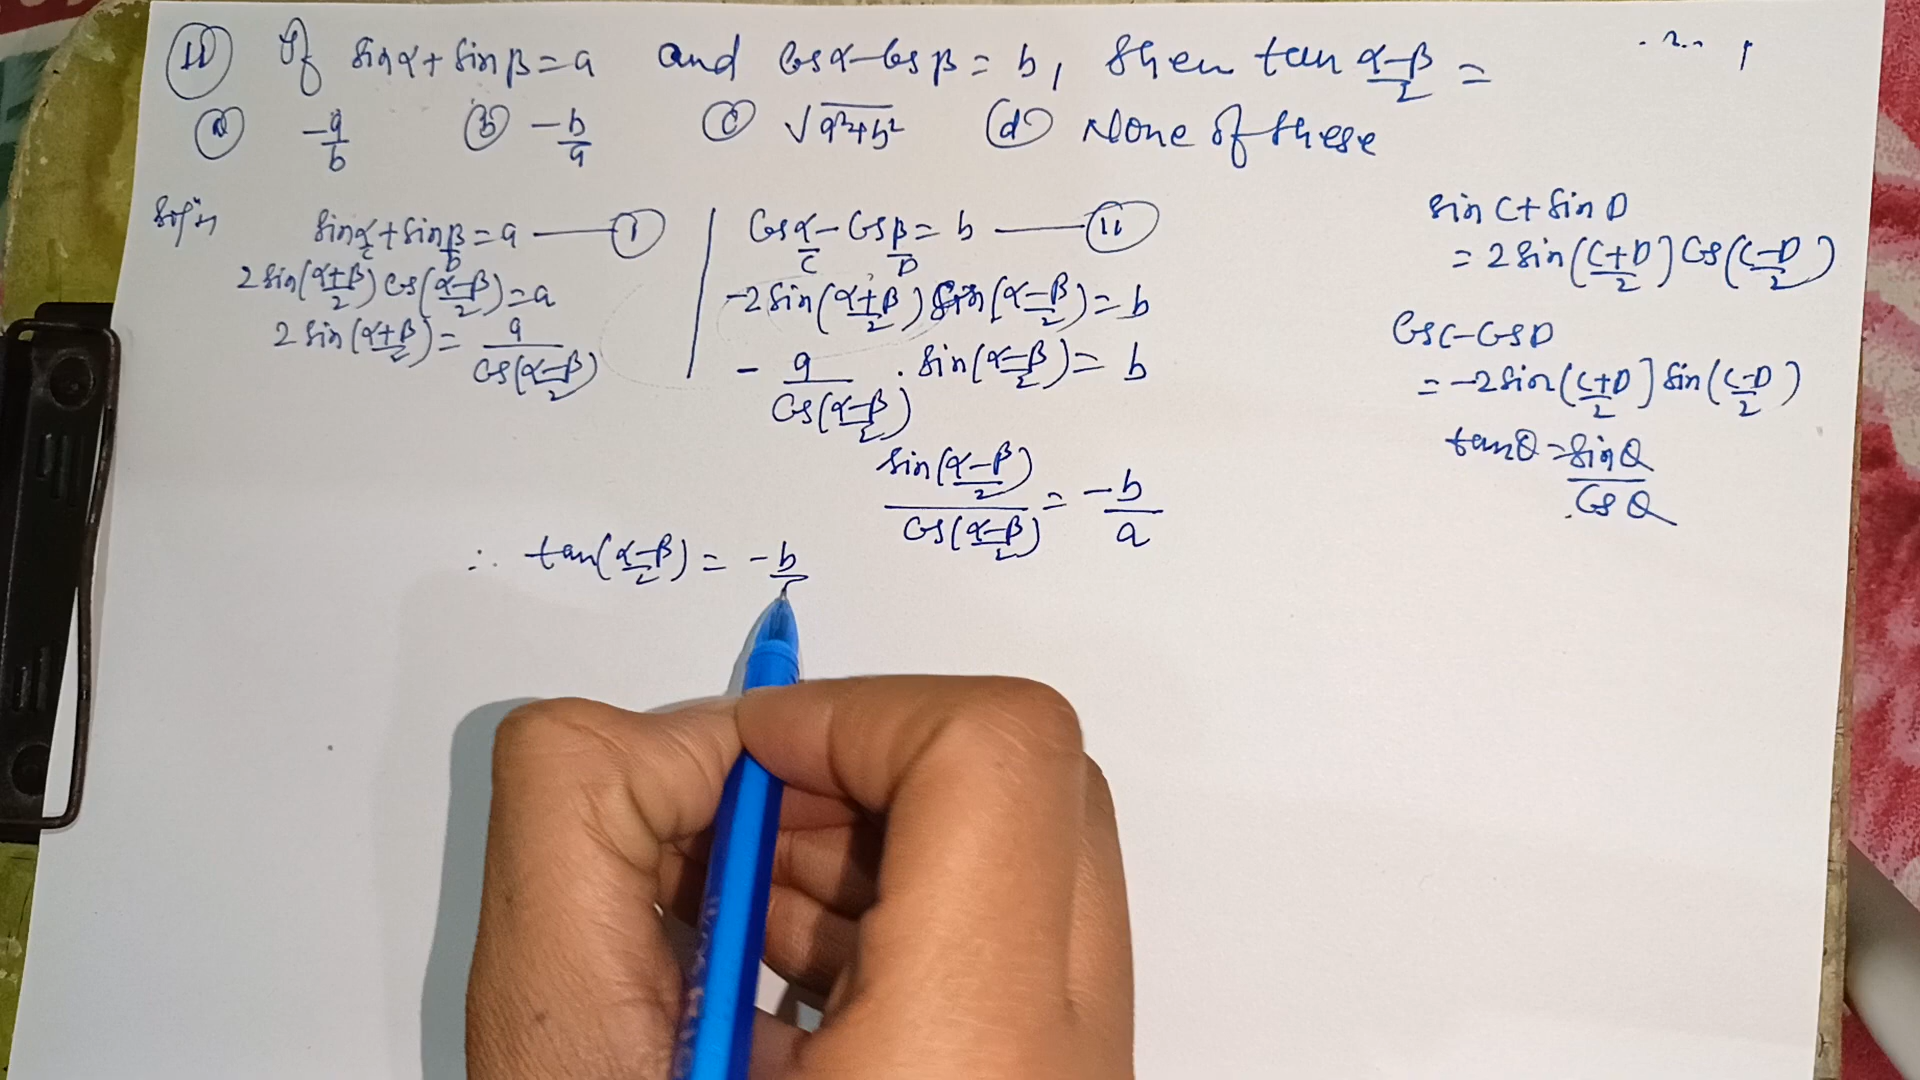 (11) If sinα + sinβ = a and cosα - cosβ = b, then tan (α-β)/2 =
(a) -a/b (b) -b/a (c) √(a²+b²) (d) None of these
Sol'n
sinα + sinβ = a —— (i)
C D
2 sin((α+β)/2) cos((α-β)/2) = a
2 sin((α+β)/2) = a / cos((α-β)/2)
cosα - cosβ = b —— (ii)
C D
-2 sin((α+β)/2) sin((α-β)/2) = b
- a / cos((α-β)/2) . sin((α-β)/2) = b
sin((α-β)/2) / cos((α-β)/2) = -b/a
∴ tan((α-β)/2) = -b/
sin C + sin D
= 2 sin((C+D)/2) cos((C-D)/2)
cos C - cos D
= -2 sin((C+D)/2) sin((C-D)/2)
tanθ = sinθ / cosθ